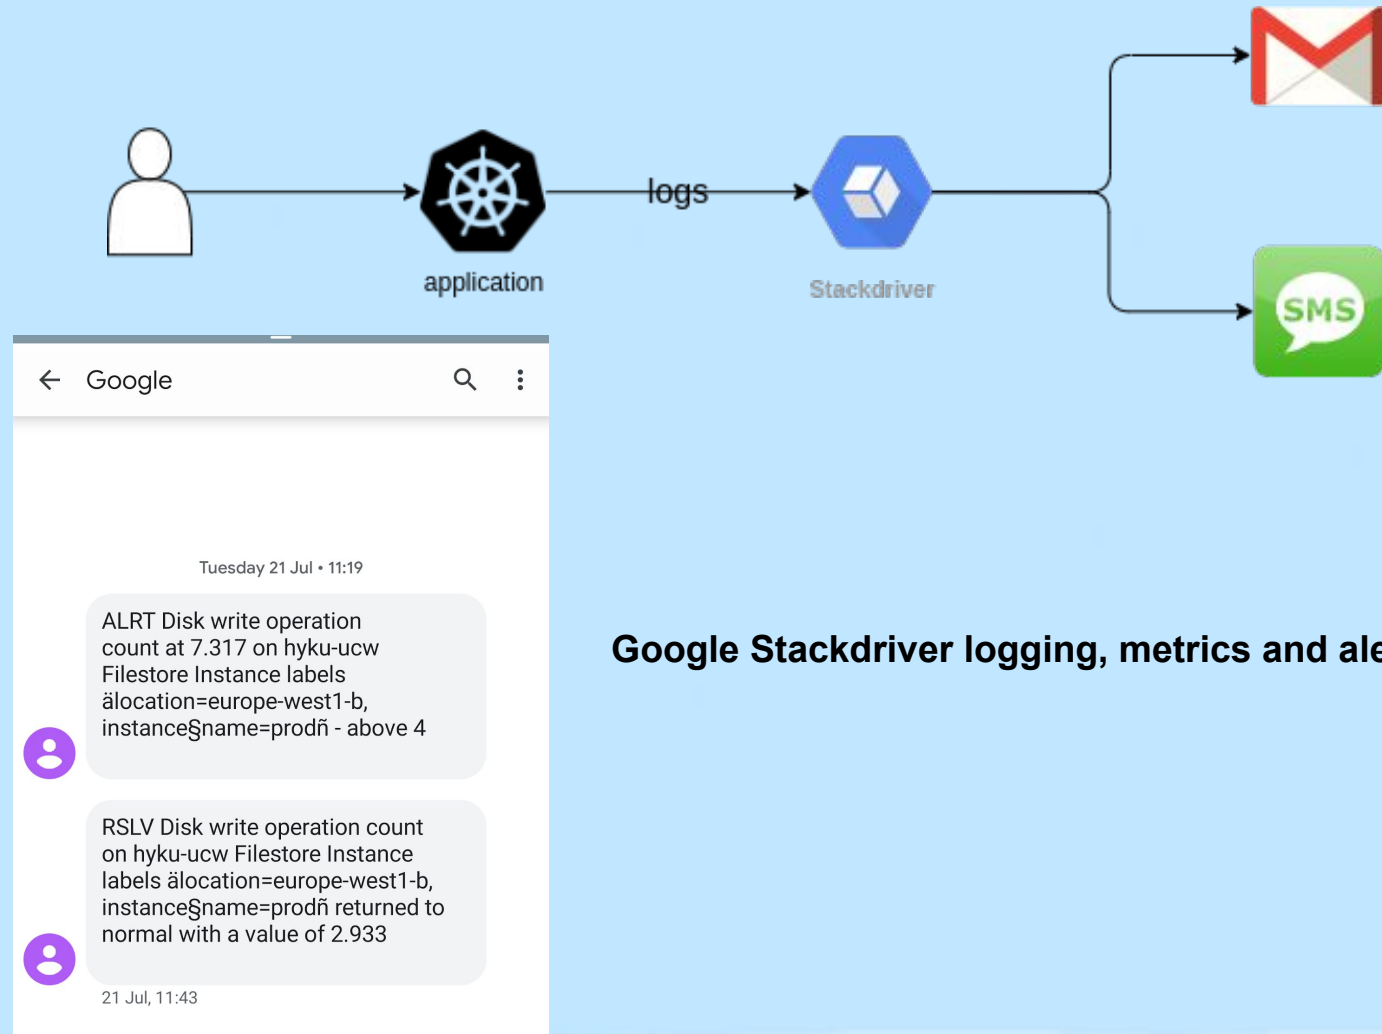 logs
application
Stackdriver
SMS
Google
Tuesday 21 Jul • 11:19
ALRT Disk write operation
count at 7.317 on hyku-ucw
Filestore Instance labels
älocation=europe-west1-b,
instance§name=prodñ - above 4
RSLV Disk write operation count
on hyku-ucw Filestore Instance
labels älocation=europe-west1-b,
instance§name=prodñ returned to
normal with a value of 2.933
21 Jul, 11:43
Google Stackdriver logging, metrics and